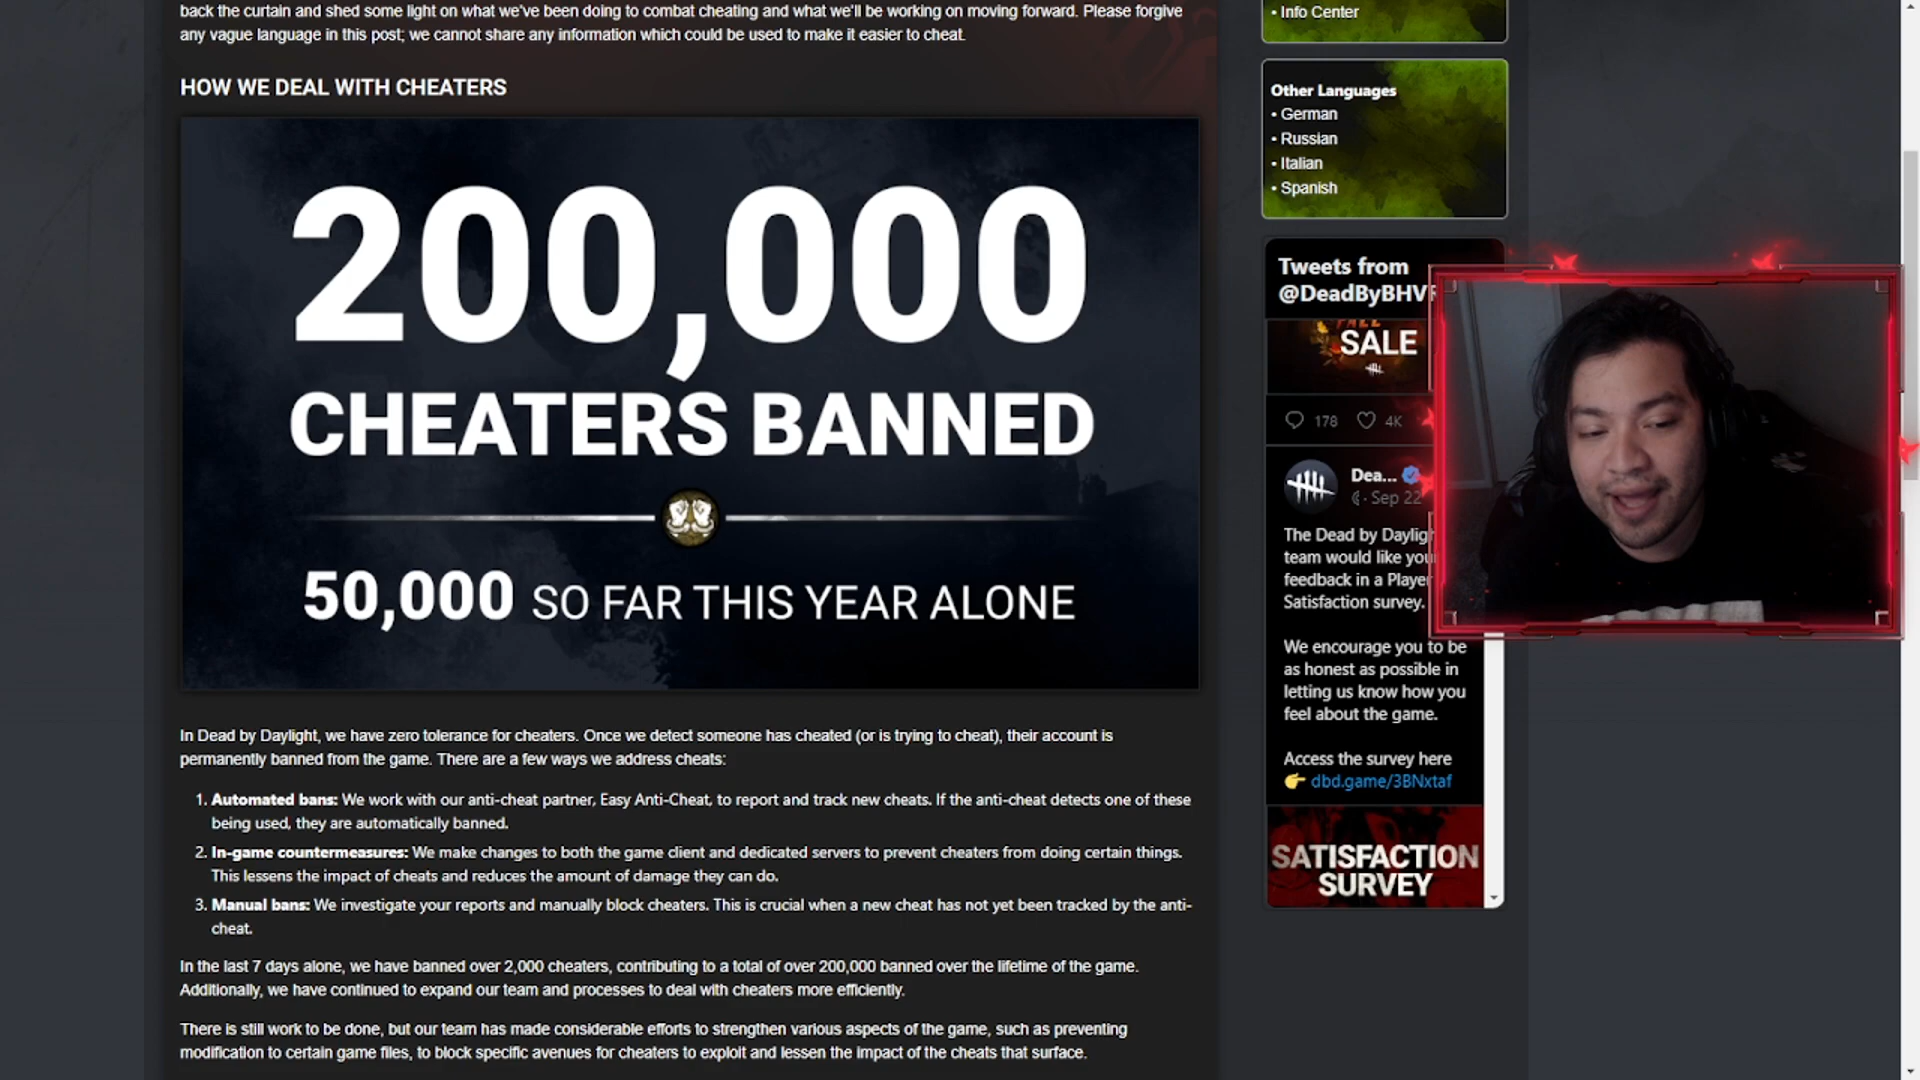 back the curtain and shed some light on what we've been doing to combat cheating and what we'll be working on moving forward. Please forgive
any vague language in this post; we cannot share any information which could be used to make it easier to cheat.
HOW WE DEAL WITH CHEATERS
200,000
CHEATERS BANNED
50,000 SO FAR THIS YEAR ALONE
In Dead by Daylight, we have zero tolerance for cheaters. Once we detect someone has cheated (or is trying to cheat), their account is
permanently banned from the game. There are a few ways we address cheats:
1. Automated bans: We work with our anti-cheat partner, Easy Anti-Cheat, to report and track new cheats. If the anti-cheat detects one of these
being used, they are automatically banned.
2. In-game countermeasures: We make changes to both the game client and dedicated servers to prevent cheaters from doing certain things.
This lessens the impact of cheats and reduces the amount of damage they can do.
3. Manual bans: We investigate your reports and manually block cheaters. This is crucial when a new cheat has not yet been tracked by the anti-
cheat.
In the last 7 days alone, we have banned over 2,000 cheaters, contributing to a total of over 200,000 banned over the lifetime of the game.
Additionally, we have continued to expand our team and processes to deal with cheaters more efficiently.
There is still work to be done, but our team has made considerable efforts to strengthen various aspects of the game, such as preventing
modification to certain game files, to block specific avenues for cheaters to exploit and lessen the impact of the cheats that surface.
• Info Center
Other Languages
• German
• Russian
• Italian
• Spanish
Tweets from
@DeadByBHVR
FALL
SALE
178 4K
Dea...
· Sep 22
The Dead by Dayligh
team would like you
feedback in a Player
Satisfaction survey.
We encourage you to be
as honest as possible in
letting us know how you
feel about the game.
Access the survey here
👉 dbd.game/3BNxtaf
SATISFACTION
SURVEY